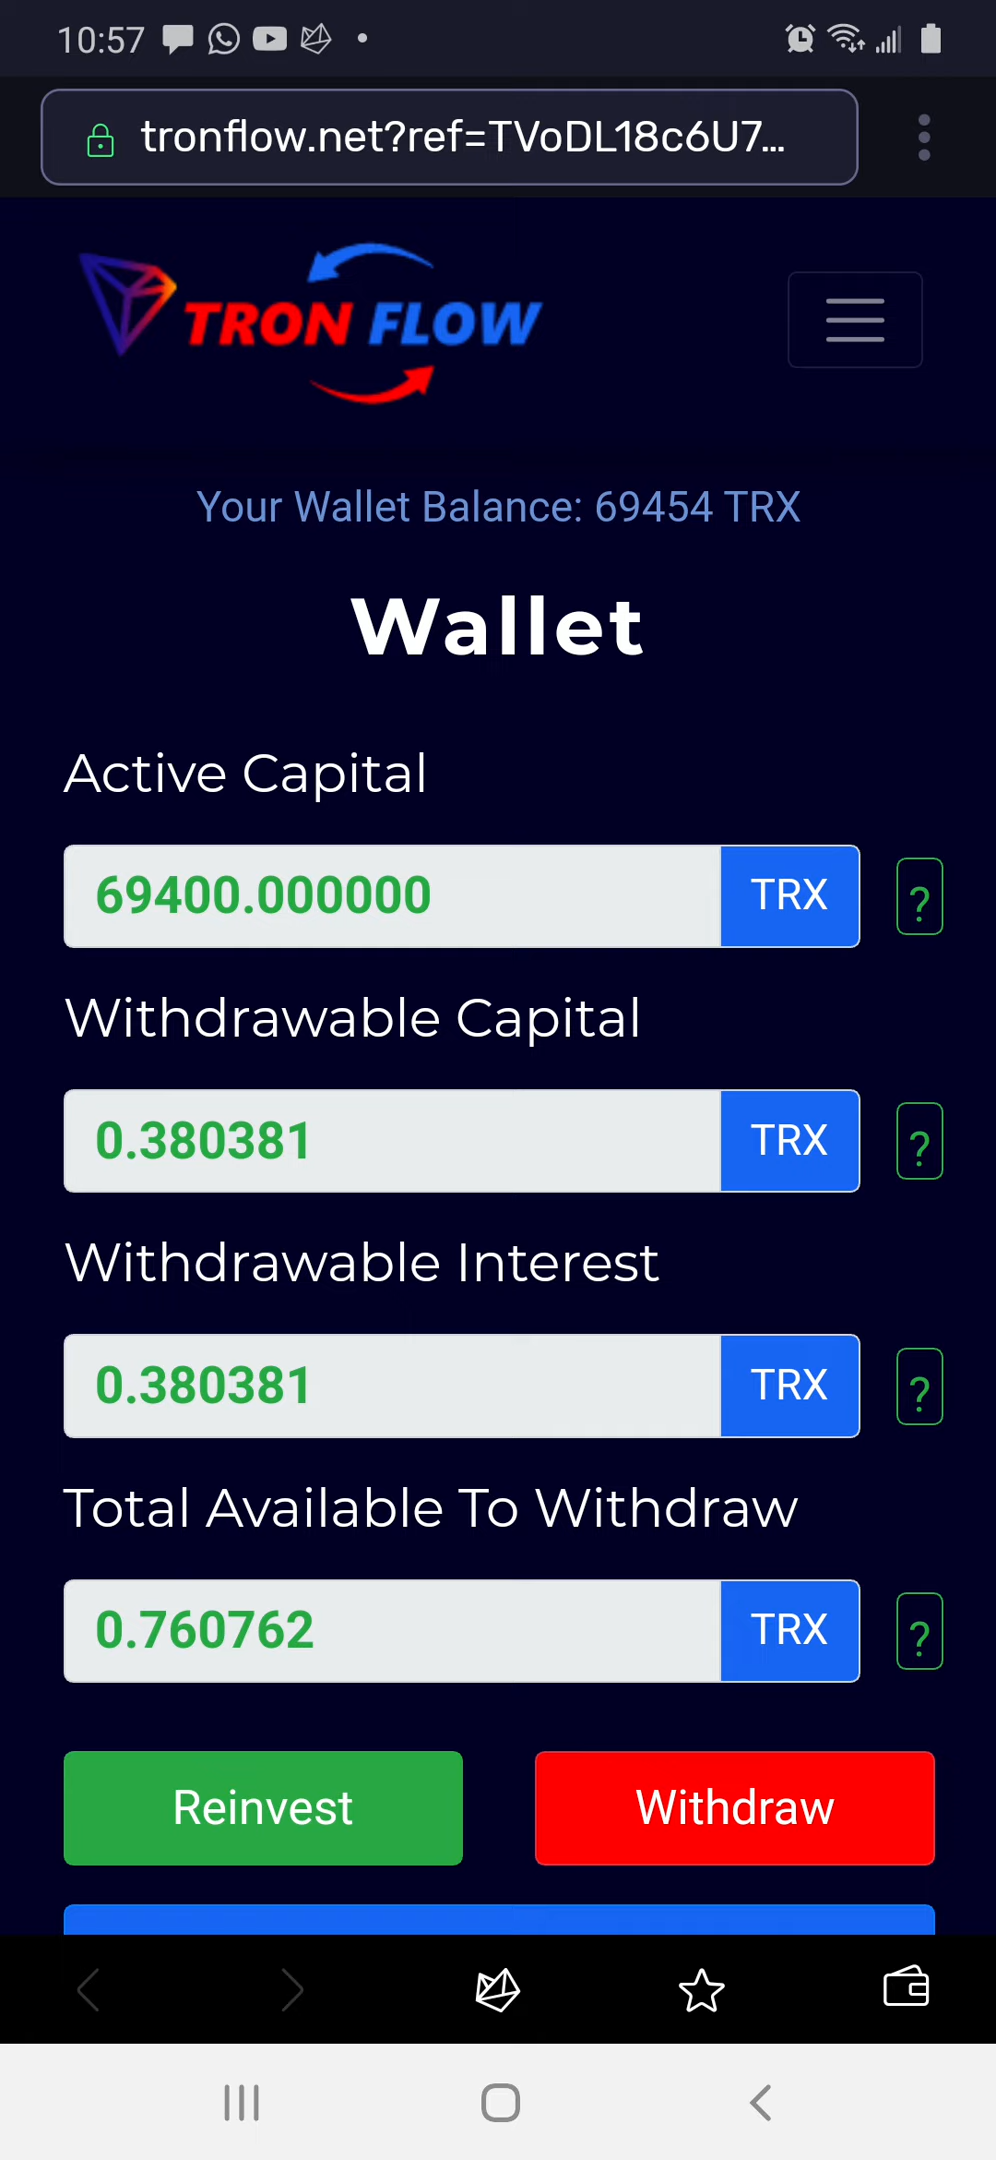 10:57
tronflow.net?ref=TVoDL18c6U7...
TRON FLOW
Your Wallet Balance: 69454 TRX
Wallet
Active Capital
69400.000000 TRX ?
Withdrawable Capital
0.380381 TRX ?
Withdrawable Interest
0.380381 TRX ?
Total Available To Withdraw
0.760762 TRX ?
Reinvest Withdraw